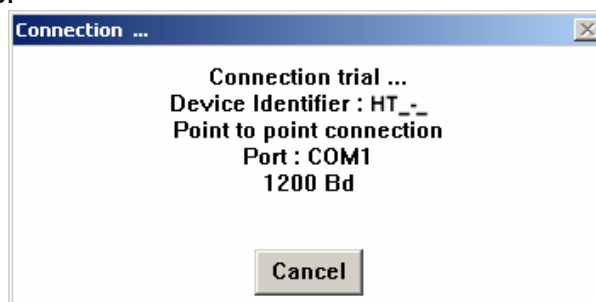 Connection ...
Connection trial ...
Device Identifier : HT_-_
Point to point connection
Port : COM1
1200 Bd
Cancel